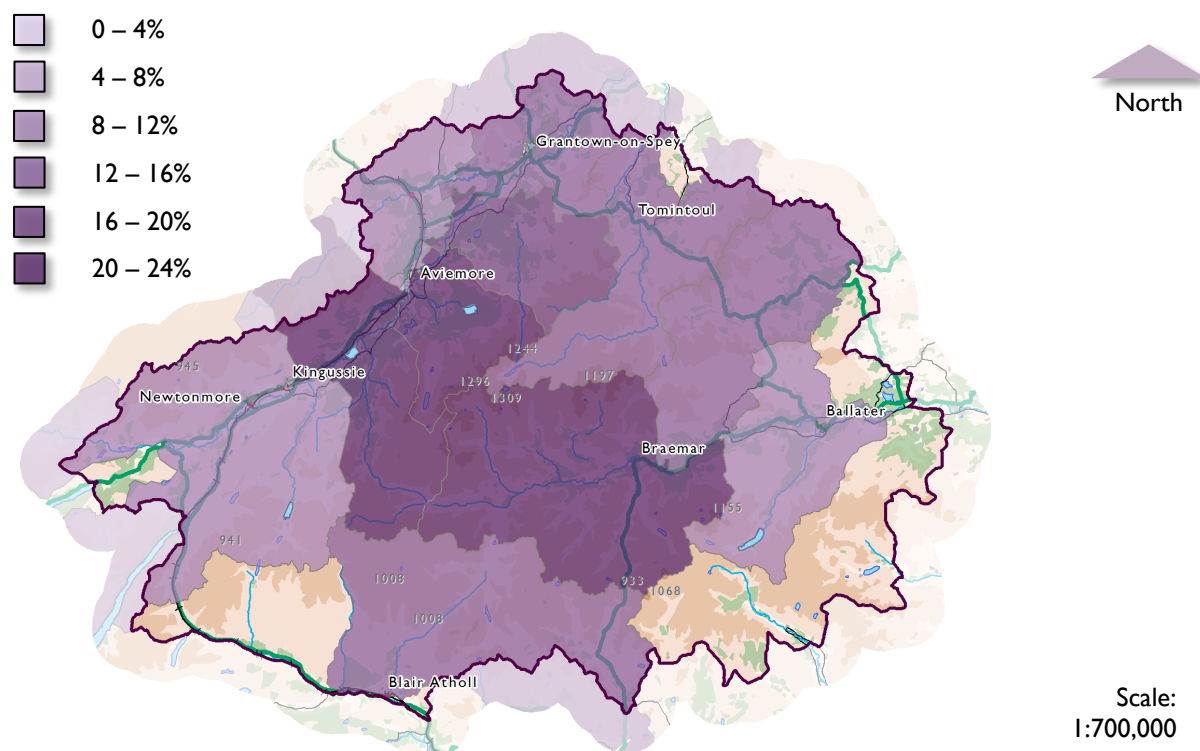 0 – 4%
4 – 8%
8 – 12%
12 – 16%
16 – 20%
20 – 24%
North
Grantown-on-Spey
Tomintoul
Aviemore
1244
945
Kingussie
1296
1197
Newtonmore
1309
Ballater
Braemar
1155
941
1008
933
1068
1008
Blair Atholl
Scale:
1:700,000